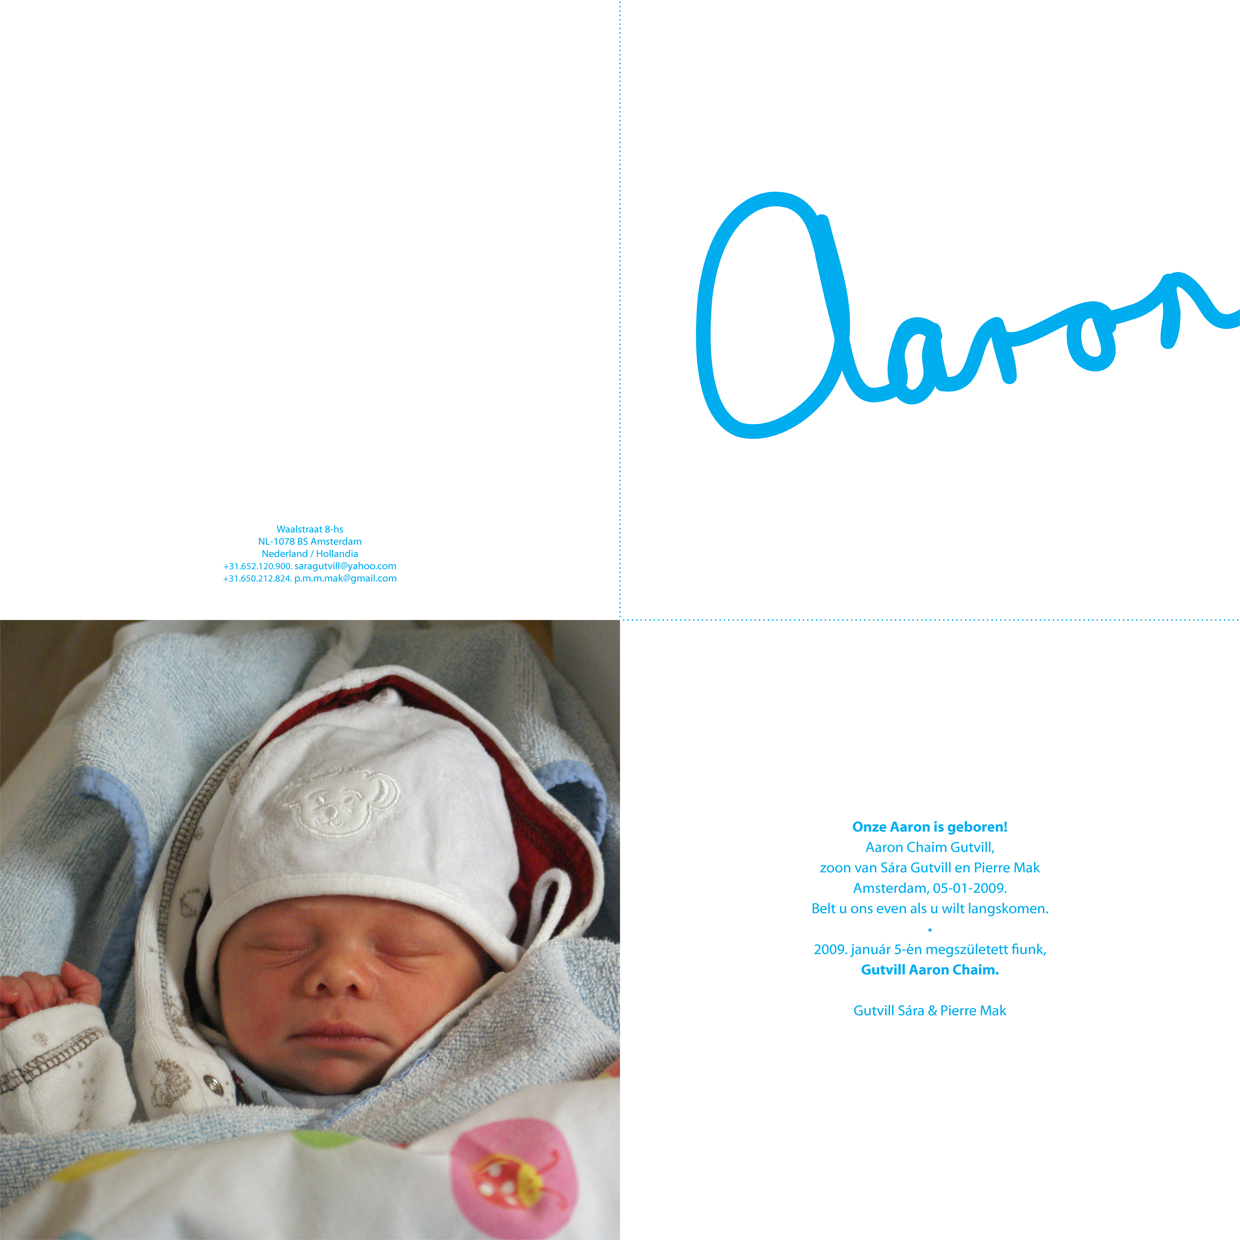 Aaron
Waalstraat 8-hs
NL-1078 BS Amsterdam
Nederland / Hollandia
+31.652.120.900. saragutvill@yahoo.com
+31.650.212.824. p.m.m.mak@gmail.com
Onze Aaron is geboren!
Aaron Chaim Gutvill,
zoon van Sára Gutvill en Pierre Mak
Amsterdam, 05-01-2009.
Belt u ons even als u wilt langskomen.
•
2009. január 5-én megszületett fiunk,
Gutvill Aaron Chaim.
Gutvill Sára & Pierre Mak